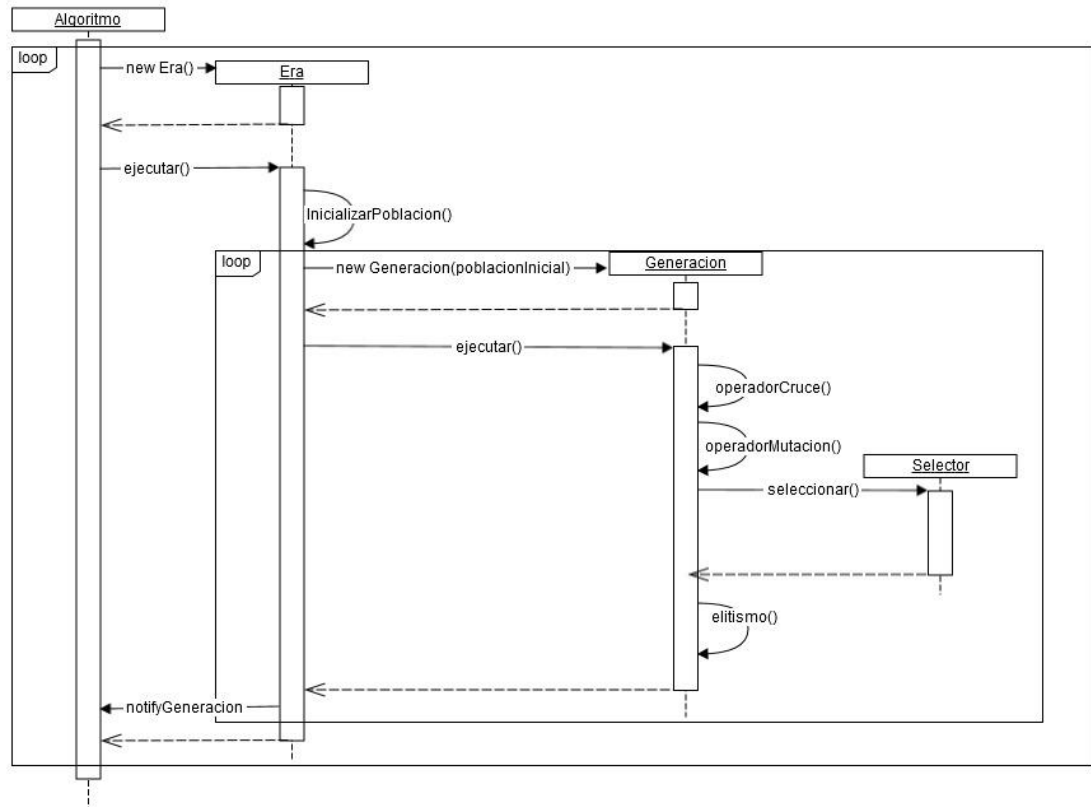 Algoritmo
loop
new Era()
Era
ejecutar()
InicializarPoblacion()
loop
new Generacion(poblacionInicial)
Generacion
ejecutar()
operadorCruce()
operadorMutacion()
Selector
seleccionar()
elitismo()
notifyGeneracion